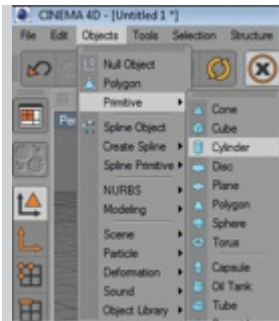 CINEMA 4D - [Untitled 1 *]
File Edit Objects Tools Selection Structure
Null Object
Polygon
Primitive
Spline Object
Create Spline
Spline Primitive
NURBS
Modeling
Scene
Particle
Deformation
Sound
Object Library
Per
Cone
Cube
Cylinder
Disc
Plane
Polygon
Sphere
Torus
Capsule
Oil Tank
Tube